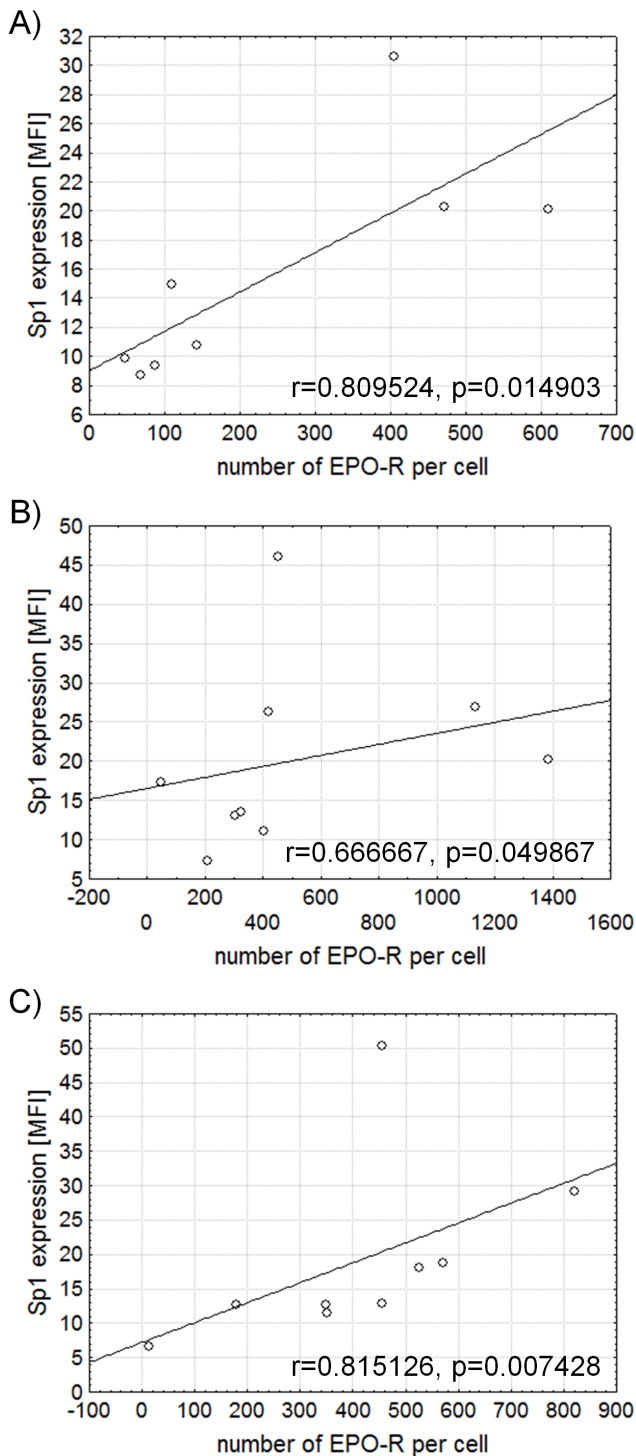 A)
32
30
28
26
24
22
20
18
16
14
12
10
8
6
Sp1 expression [MFI]
r=0.809524, p=0.014903
0 100 200 300 400 500 600 700
number of EPO-R per cell
B)
50
45
40
35
30
25
20
15
10
5
Sp1 expression [MFI]
r=0.666667, p=0.049867
-200 200 600 1000 1400
0 400 800 1200 1600
number of EPO-R per cell
C)
55
50
45
40
35
30
25
20
15
10
5
0
Sp1 expression [MFI]
r=0.815126, p=0.007428
-100 0 100 200 300 400 500 600 700 800 900
number of EPO-R per cell